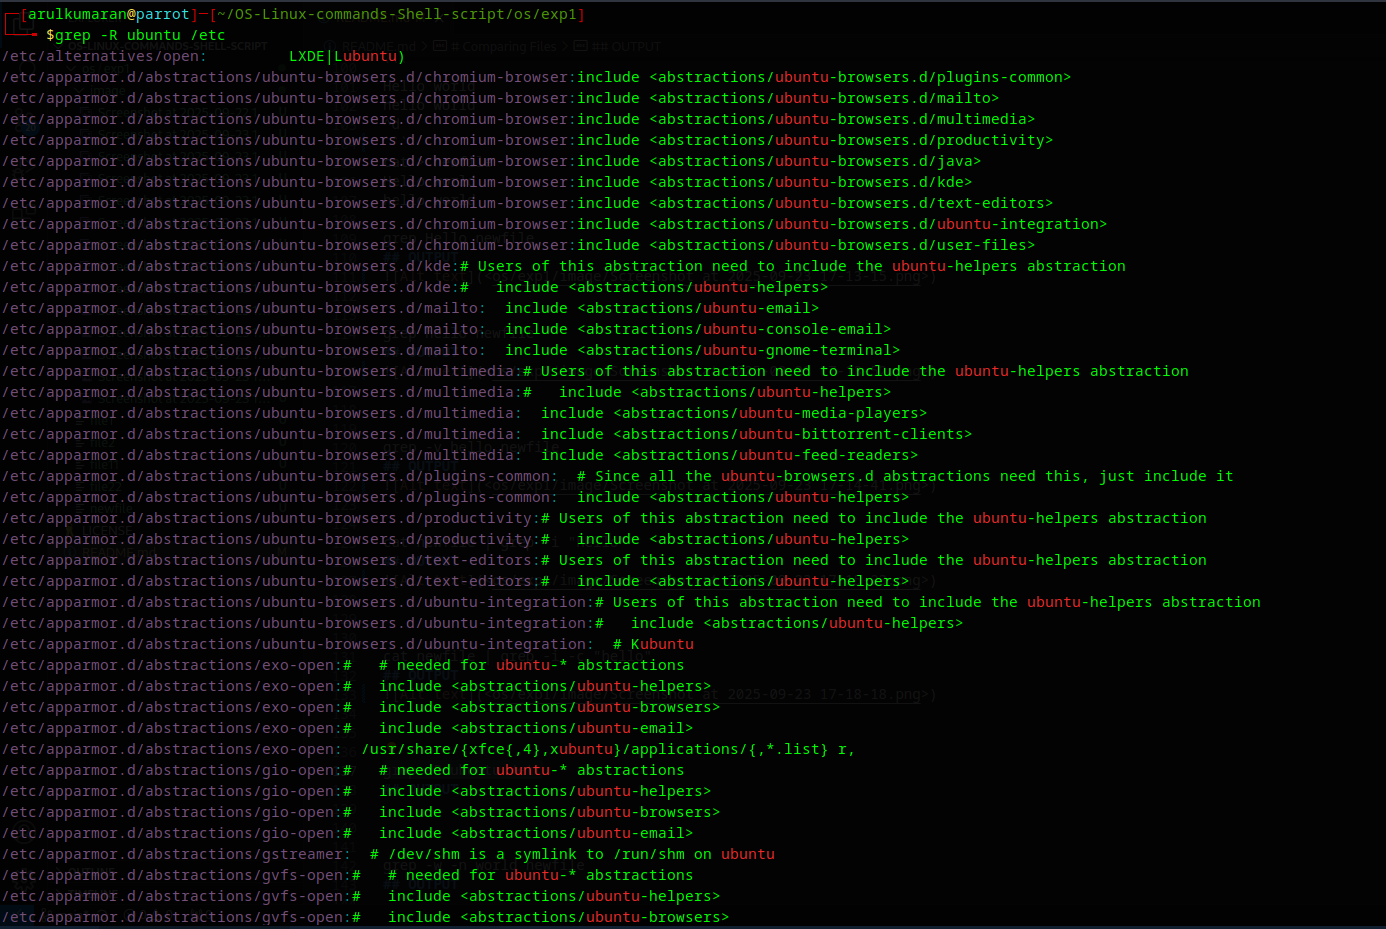 ┌─[arulkumaran@parrot]─[~/OS-Linux-commands-Shell-script/os/exp1]
└──╼ $grep -R ubuntu /etc
/etc/alternatives/open:         LXDE|Lubuntu)
/etc/apparmor.d/abstractions/ubuntu-browsers.d/chromium-browser:include <abstractions/ubuntu-browsers.d/plugins-common>
/etc/apparmor.d/abstractions/ubuntu-browsers.d/chromium-browser:include <abstractions/ubuntu-browsers.d/mailto>
/etc/apparmor.d/abstractions/ubuntu-browsers.d/chromium-browser:include <abstractions/ubuntu-browsers.d/multimedia>
/etc/apparmor.d/abstractions/ubuntu-browsers.d/chromium-browser:include <abstractions/ubuntu-browsers.d/productivity>
/etc/apparmor.d/abstractions/ubuntu-browsers.d/chromium-browser:include <abstractions/ubuntu-browsers.d/java>
/etc/apparmor.d/abstractions/ubuntu-browsers.d/chromium-browser:include <abstractions/ubuntu-browsers.d/kde>
/etc/apparmor.d/abstractions/ubuntu-browsers.d/chromium-browser:include <abstractions/ubuntu-browsers.d/text-editors>
/etc/apparmor.d/abstractions/ubuntu-browsers.d/chromium-browser:include <abstractions/ubuntu-browsers.d/ubuntu-integration>
/etc/apparmor.d/abstractions/ubuntu-browsers.d/chromium-browser:include <abstractions/ubuntu-browsers.d/user-files>
/etc/apparmor.d/abstractions/ubuntu-browsers.d/kde:# Users of this abstraction need to include the ubuntu-helpers abstraction
/etc/apparmor.d/abstractions/ubuntu-browsers.d/kde:#   include <abstractions/ubuntu-helpers>
/etc/apparmor.d/abstractions/ubuntu-browsers.d/mailto:  include <abstractions/ubuntu-email>
/etc/apparmor.d/abstractions/ubuntu-browsers.d/mailto:  include <abstractions/ubuntu-console-email>
/etc/apparmor.d/abstractions/ubuntu-browsers.d/mailto:  include <abstractions/ubuntu-gnome-terminal>
/etc/apparmor.d/abstractions/ubuntu-browsers.d/multimedia:# Users of this abstraction need to include the ubuntu-helpers abstraction
/etc/apparmor.d/abstractions/ubuntu-browsers.d/multimedia:#   include <abstractions/ubuntu-helpers>
/etc/apparmor.d/abstractions/ubuntu-browsers.d/multimedia:  include <abstractions/ubuntu-media-players>
/etc/apparmor.d/abstractions/ubuntu-browsers.d/multimedia:  include <abstractions/ubuntu-bittorrent-clients>
/etc/apparmor.d/abstractions/ubuntu-browsers.d/multimedia:  include <abstractions/ubuntu-feed-readers>
/etc/apparmor.d/abstractions/ubuntu-browsers.d/plugins-common:  # Since all the ubuntu-browsers.d abstractions need this, just include it
/etc/apparmor.d/abstractions/ubuntu-browsers.d/plugins-common:  include <abstractions/ubuntu-helpers>
/etc/apparmor.d/abstractions/ubuntu-browsers.d/productivity:# Users of this abstraction need to include the ubuntu-helpers abstraction
/etc/apparmor.d/abstractions/ubuntu-browsers.d/productivity:#   include <abstractions/ubuntu-helpers>
/etc/apparmor.d/abstractions/ubuntu-browsers.d/text-editors:# Users of this abstraction need to include the ubuntu-helpers abstraction
/etc/apparmor.d/abstractions/ubuntu-browsers.d/text-editors:#   include <abstractions/ubuntu-helpers>
/etc/apparmor.d/abstractions/ubuntu-browsers.d/ubuntu-integration:# Users of this abstraction need to include the ubuntu-helpers abstraction
/etc/apparmor.d/abstractions/ubuntu-browsers.d/ubuntu-integration:#   include <abstractions/ubuntu-helpers>
/etc/apparmor.d/abstractions/ubuntu-browsers.d/ubuntu-integration:  # Kubuntu
/etc/apparmor.d/abstractions/exo-open:#   # needed for ubuntu-* abstractions
/etc/apparmor.d/abstractions/exo-open:#   include <abstractions/ubuntu-helpers>
/etc/apparmor.d/abstractions/exo-open:#   include <abstractions/ubuntu-browsers>
/etc/apparmor.d/abstractions/exo-open:#   include <abstractions/ubuntu-email>
/etc/apparmor.d/abstractions/exo-open:  /usr/share/{xfce{,4},xubuntu}/applications/{,*.list} r,
/etc/apparmor.d/abstractions/gio-open:#   # needed for ubuntu-* abstractions
/etc/apparmor.d/abstractions/gio-open:#   include <abstractions/ubuntu-helpers>
/etc/apparmor.d/abstractions/gio-open:#   include <abstractions/ubuntu-browsers>
/etc/apparmor.d/abstractions/gio-open:#   include <abstractions/ubuntu-email>
/etc/apparmor.d/abstractions/gstreamer:  # /dev/shm is a symlink to /run/shm on ubuntu
/etc/apparmor.d/abstractions/gvfs-open:#   # needed for ubuntu-* abstractions
/etc/apparmor.d/abstractions/gvfs-open:#   include <abstractions/ubuntu-helpers>
/etc/apparmor.d/abstractions/gvfs-open:#   include <abstractions/ubuntu-browsers>